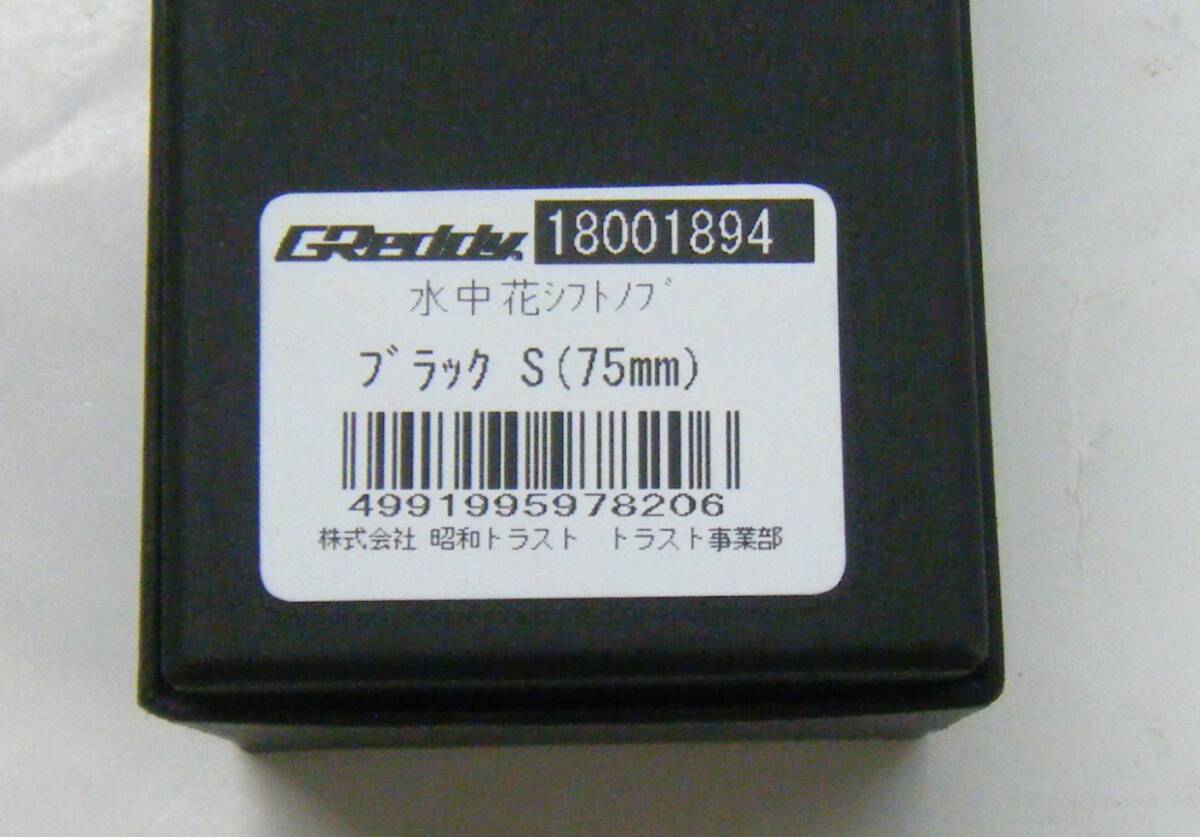 GReddy 18001894
水中花ｼﾌﾄﾉﾌﾞ
ﾌﾞﾗｯｸ S(75mm)
4991995978206
株式会社 昭和トラスト　トラスト事業部